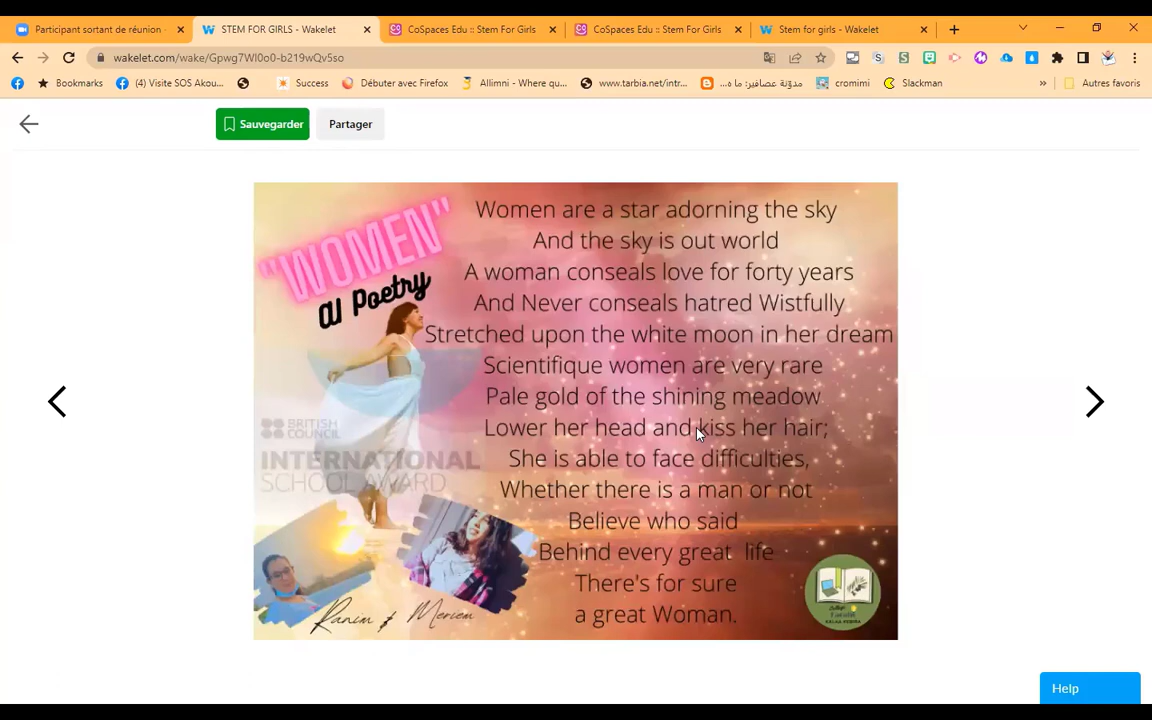 Participant sortant de réunion
STEM FOR GIRLS - Wakelet
CoSpaces Edu :: Stem For Girls
CoSpaces Edu :: Stem For Girls
Stem for girls - Wakelet
wakelet.com/wake/Gpwg7Wl0o0-b219wQv5so
Bookmarks
(4) Visite SOS Akou...
Success
Débuter avec Firefox
Allimni - Where qu...
www.tarbia.net/intr...
مدوّنة عصافير: ما ه...
cromimi
Slackman
»
Autres favoris
Sauvegarder
Partager
"WOMEN"
AI Poetry
Women are a star adorning the sky
And the sky is out world
A woman conseals love for forty years
And Never conseals hatred Wistfully
Stretched upon the white moon in her dream
Scientifique women are very rare
Pale gold of the shining meadow
Lower her head and kiss her hair;
She is able to face difficulties,
Whether there is a man or not
Believe who said
Behind every great life
There's for sure
a great Woman.
BRITISH
COUNCIL
INTERNATIONAL
SCHOOL AWARD
Ranim & Meriem
Help